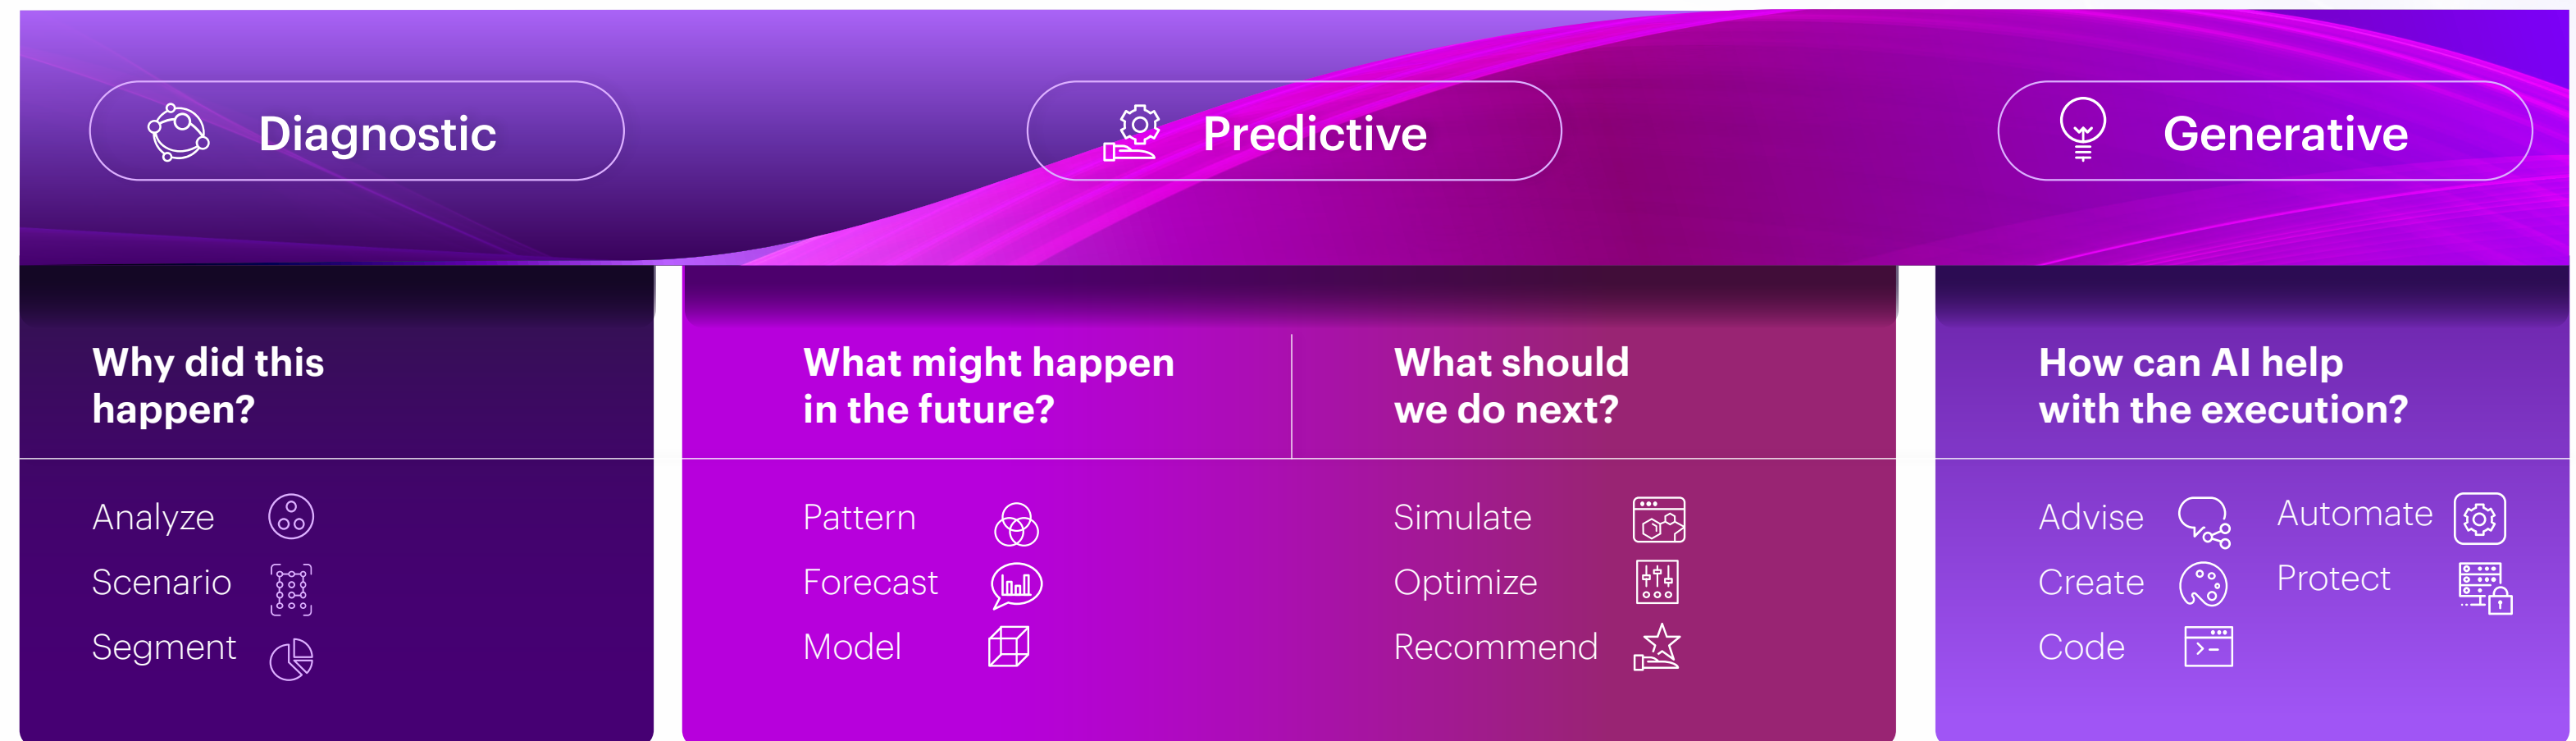 Diagnostic
Predictive
Generative
Why did this
happen?
What might happen
in the future?
What should
we do next?
How can AI help
with the execution?
Analyze
Scenario
Segment
Pattern
Forecast
Model
Simulate
Optimize
Recommend
Advise
Create
Code
Automate
Protect